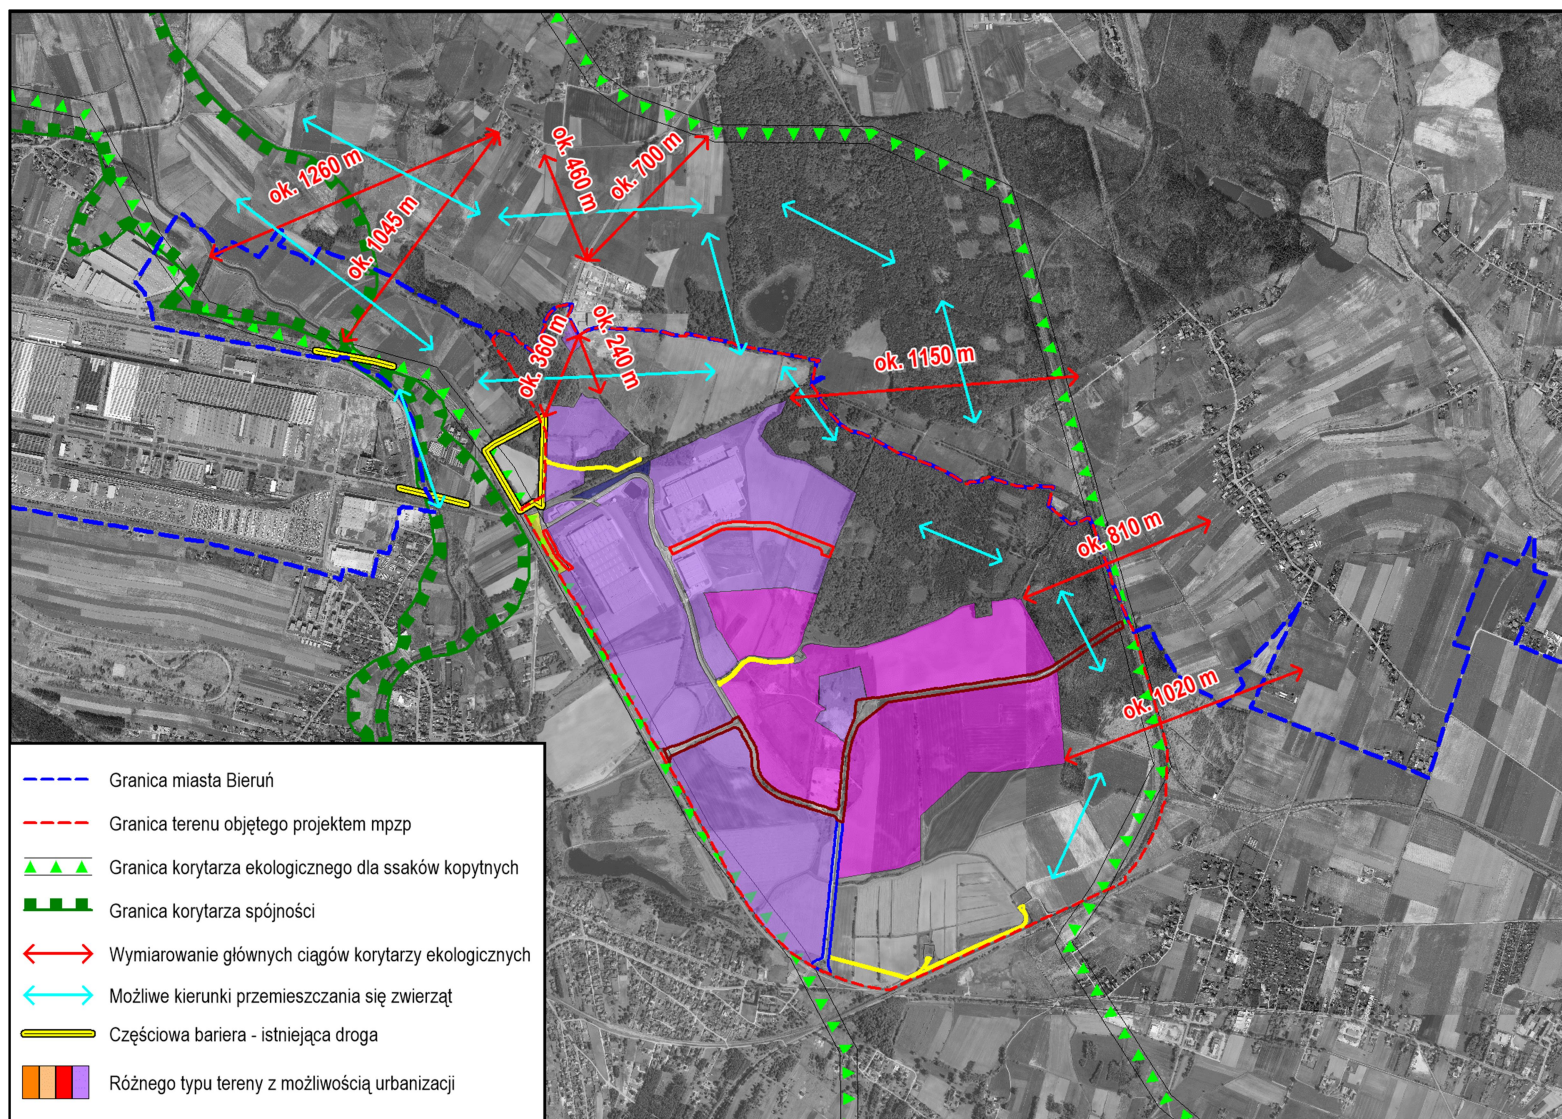 ok. 1260 m
ok. 1045 m
ok. 460 m
ok. 700 m
ok. 360 m
ok. 240 m
ok. 1150 m
ok. 810 m
ok. 1020 m
Granica miasta Bieruń
Granica terenu objętego projektem mpzp
Granica korytarza ekologicznego dla ssaków kopytnych
Granica korytarza spójności
Wymiarowanie głównych ciągów korytarzy ekologicznych
Możliwe kierunki przemieszczania się zwierząt
Częściowa bariera - istniejąca droga
Różnego typu tereny z możliwością urbanizacji